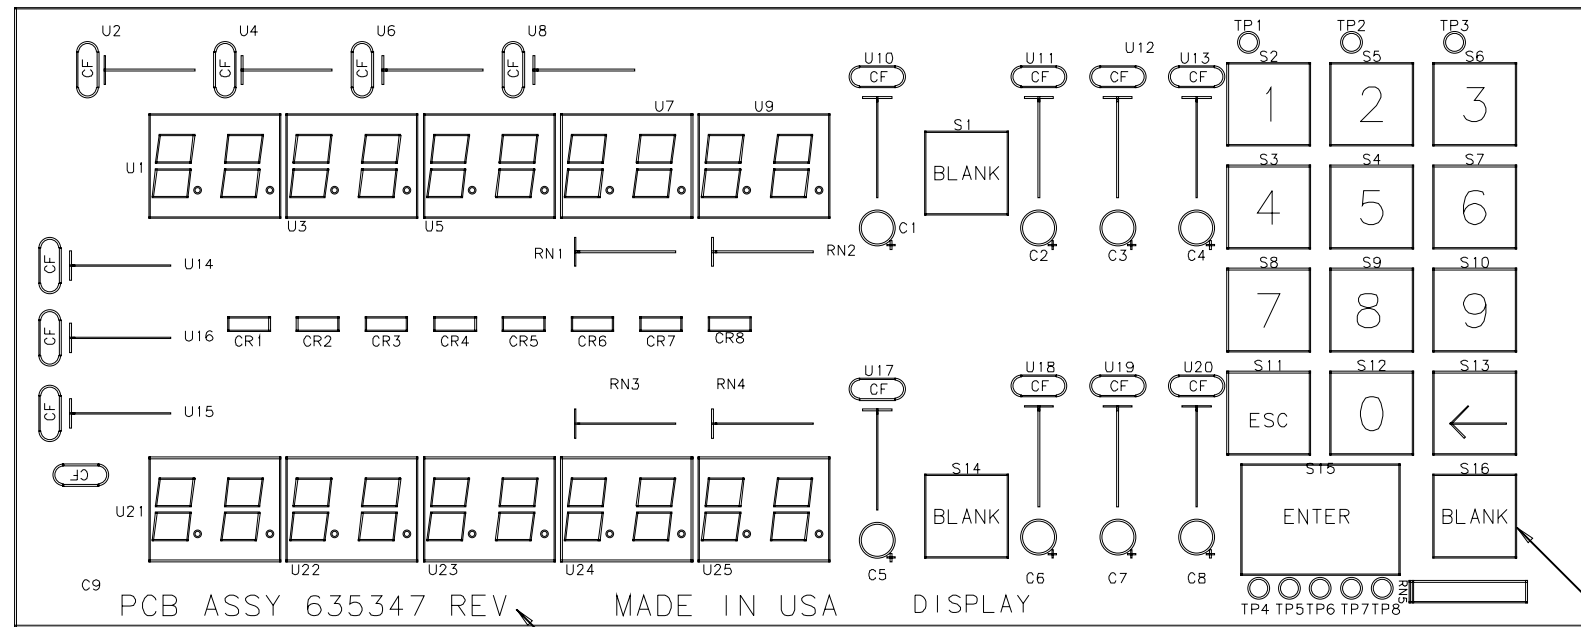 U2 U4 U6 U8
CF CF CF CF
U10 U11 U12 U13
CF CF CF CF
TP1 TP2 TP3
S2 S5 S6
1 2 3
U7 U9
U1
S1
BLANK
S3 S4 S7
4 5 6
U3 U5
C1
C2 C3 C4
RN1 RN2
CF U14
S8 S9 S10
7 8 9
CF U16
CR1 CR2 CR3 CR4 CR5 CR6 CR7 CR8
U17 U18 U19 U20
CF CF CF CF
S11 S12 S13
ESC 0 ←
RN3 RN4
CF U15
CF
S14 S15 S16
BLANK ENTER BLANK
U21
U22 U23 U24 U25
C5 C6 C7 C8
C9
PCB ASSY 635347 REV MADE IN USA DISPLAY
TP4 TP5 TP6 TP7 TP8
RN5